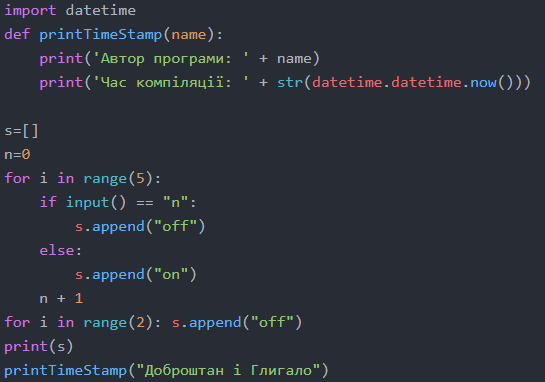 import datetime
def printTimeStamp(name):
    print('Автор програми: ' + name)
    print('Час компіляції: ' + str(datetime.datetime.now()))

s=[]
n=0
for i in range(5):
    if input() == "n":
        s.append("off")
    else:
        s.append("on")
    n + 1
for i in range(2): s.append("off")
print(s)
printTimeStamp("Доброштан і Глигало")